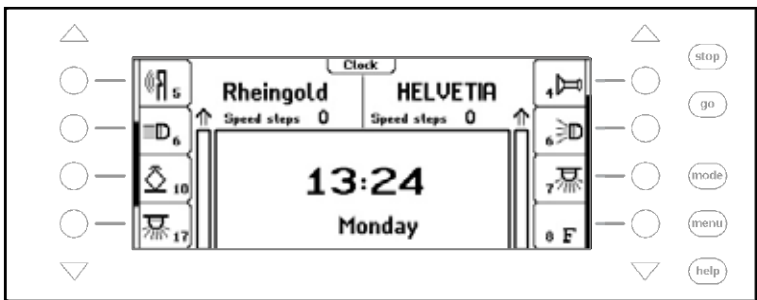 Clock
Rheingold HELVETIA
Speed steps 0 Speed steps 0
13:24
Monday
5
6
10
17
4
6
7
8 F
stop
go
mode
menu
help